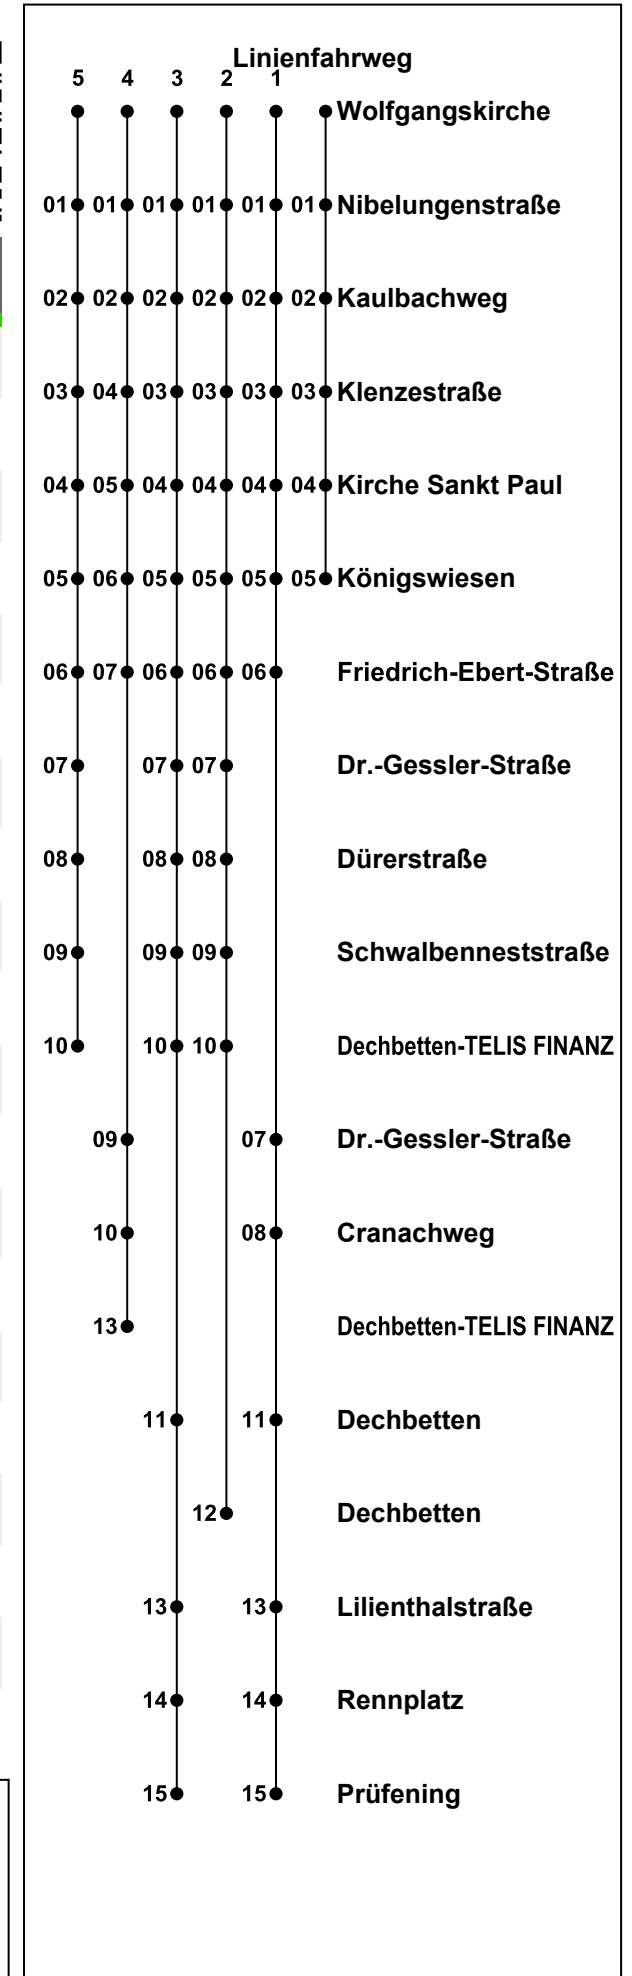 Linienfahrweg
5 4 3 2 1
Wolfgangskirche
01 01 01 01 01 01 Nibelungenstraße
02 02 02 02 02 02 Kaulbachweg
03 04 03 03 03 03 Klenzestraße
04 05 04 04 04 04 Kirche Sankt Paul
05 06 05 05 05 05 Königswiesen
06 07 06 06 06 Friedrich-Ebert-Straße
07 07 07 Dr.-Gessler-Straße
08 08 08 Dürerstraße
09 09 09 Schwalbenneststraße
10 10 10 Dechbetten-TELIS FINANZ
09 07 Dr.-Gessler-Straße
10 08 Cranachweg
13 Dechbetten-TELIS FINANZ
11 11 Dechbetten
12 Dechbetten
13 13 Lilienthalstraße
14 14 Rennplatz
15 15 Prüfening